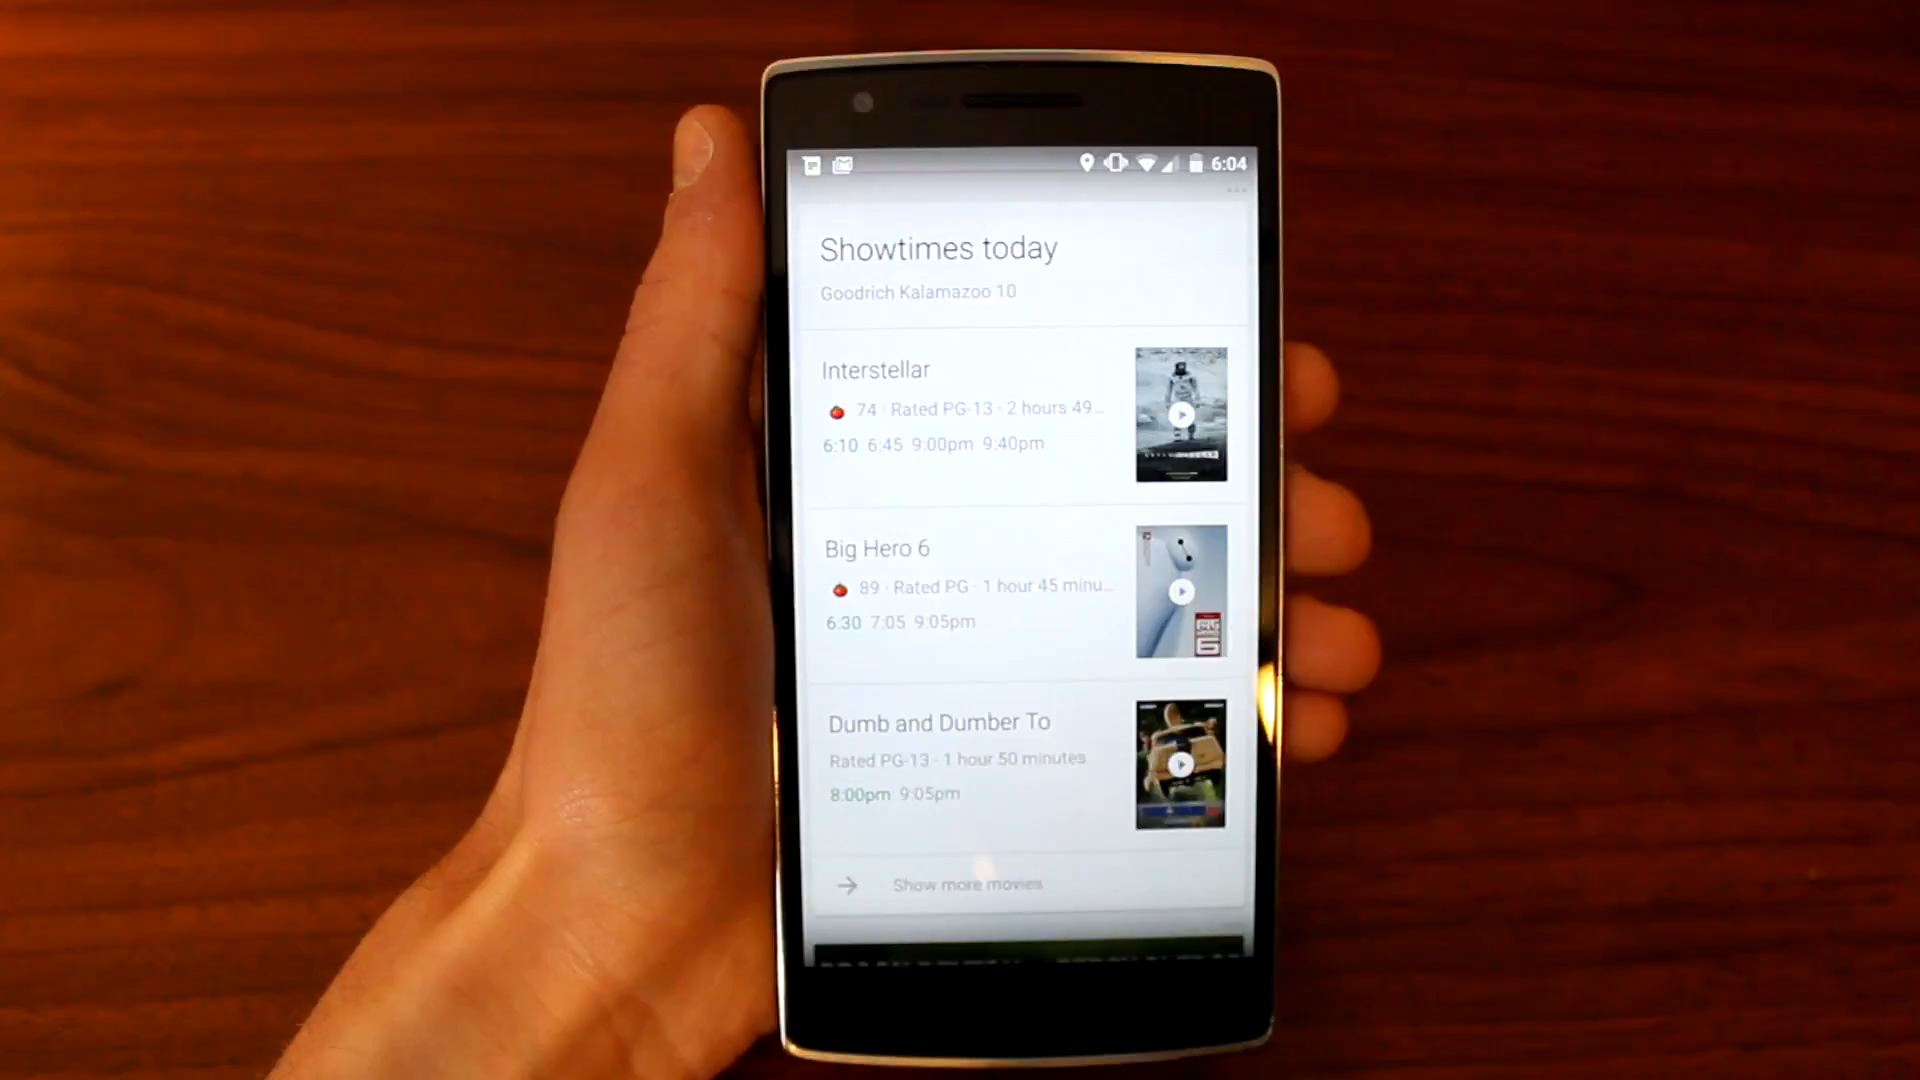 6:04
Showtimes today
Goodrich Kalamazoo 10
Interstellar
74 · Rated PG-13 · 2 hours 49...
6:10 6:45 9:00pm 9:40pm
Big Hero 6
89 · Rated PG · 1 hour 45 minu...
6:30 7:05 9:05pm
6
Dumb and Dumber To
Rated PG-13 · 1 hour 50 minutes
8:00pm 9:05pm
Show more movies